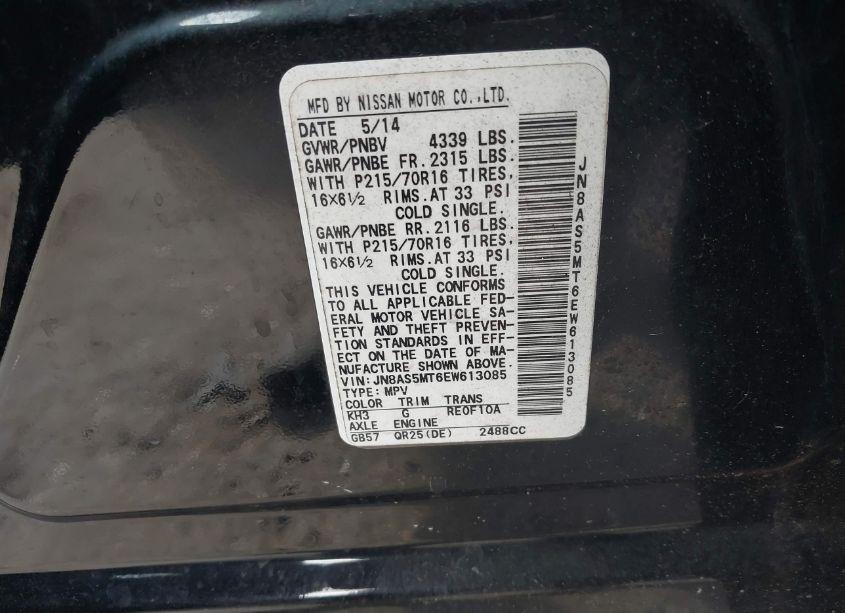 MFD BY NISSAN MOTOR CO.,LTD.
DATE 5/14
GVWR/PNBV 4339 LBS.
GAWR/PNBE FR. 2315 LBS.
WITH P215/70R16 TIRES,
16X6½ RIMS.AT 33 PSI
COLD SINGLE.
GAWR/PNBE RR. 2116 LBS.
WITH P215/70R16 TIRES,
16X6½ RIMS.AT 33 PSI
COLD SINGLE.
THIS VEHICLE CONFORMS
TO ALL APPLICABLE FED-
ERAL MOTOR VEHICLE SA-
FETY AND THEFT PREVEN-
TION STANDARDS IN EFF-
ECT ON THE DATE OF MA-
NUFACTURE SHOWN ABOVE.
VIN:JN8AS5MT6EW613085
TYPE:MPV
COLOR TRIM TRANS
KH3 G REOF10A
AXLE ENGINE
GB57 QR25(DE) 2488CC
JN8AS5MT6EW613085